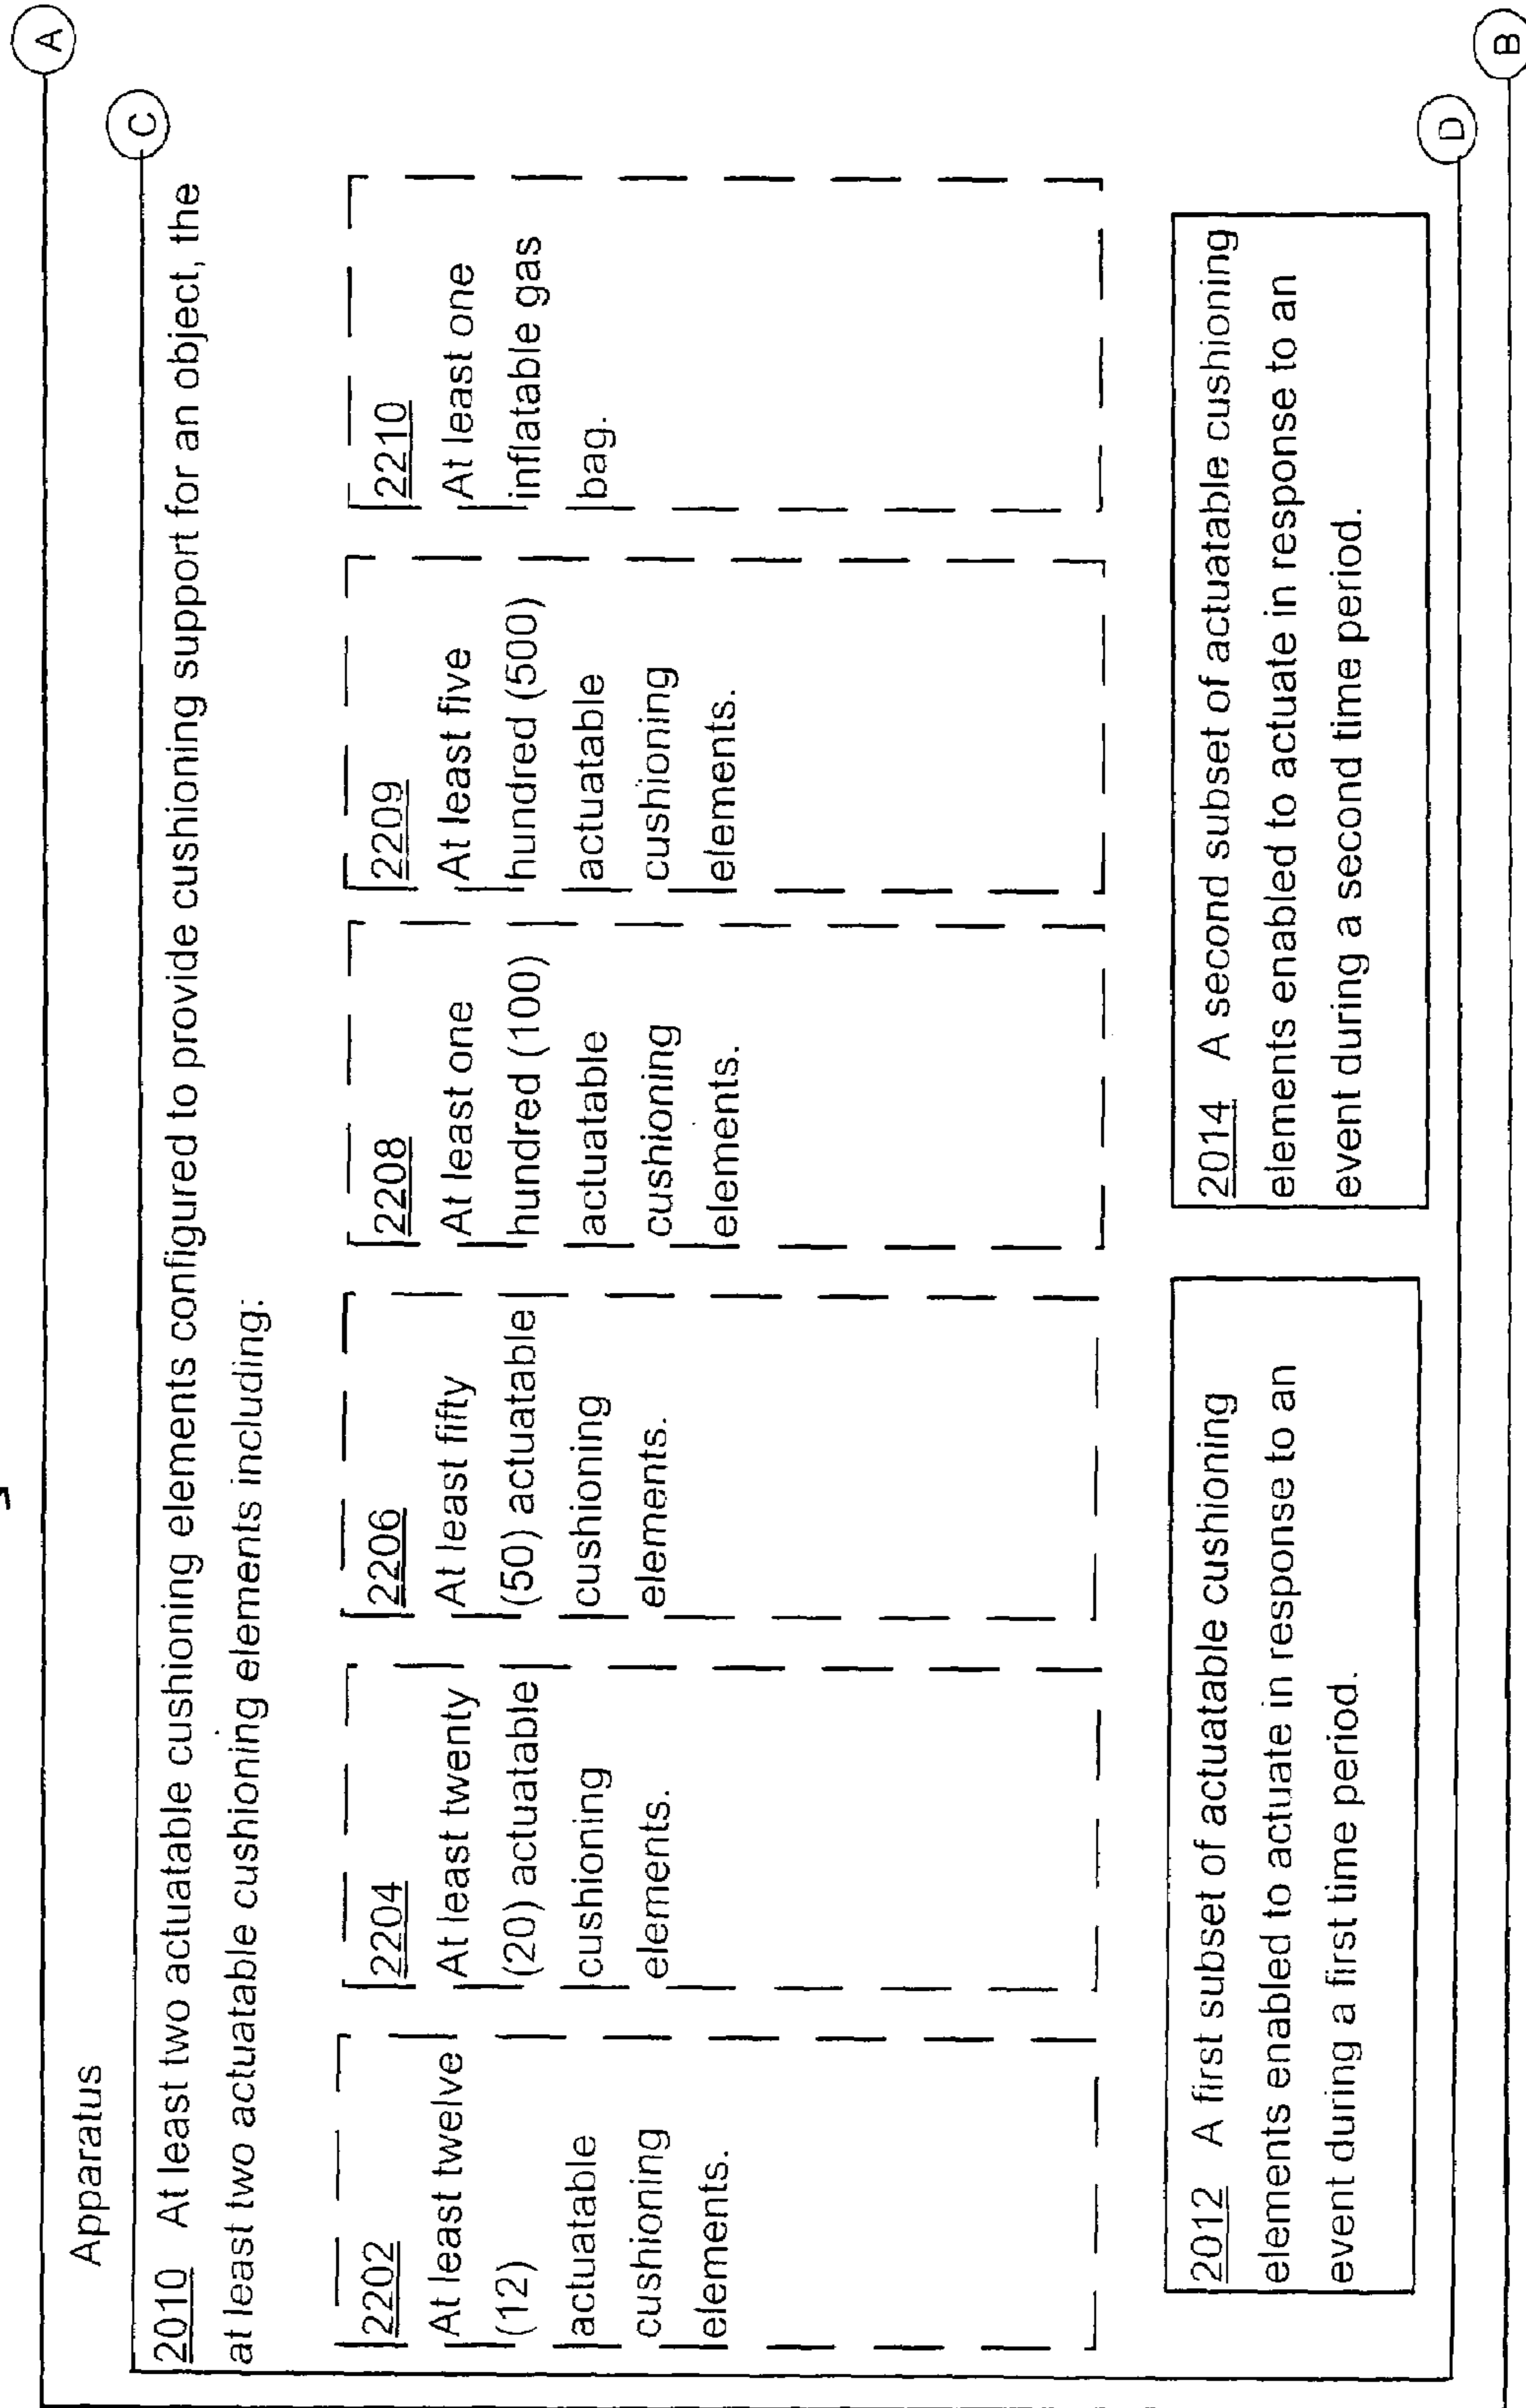 A
Apparatus
C
2010 At least two actuatable cushioning elements configured to provide cushioning support for an object, the
at least two actuatable cushioning elements including:
2202
At least twelve
(12)
actuatable
cushioning
elements.
2204
At least twenty
(20) actuatable
cushioning
elements.
2206
At least fifty
(50) actuatable
cushioning
elements.
2208
At least one
hundred (100)
actuatable
cushioning
elements.
2209
At least five
hundred (500)
actuatable
cushioning
elements.
2210
At least one
inflatable gas
bag.
2012 A first subset of actuatable cushioning
elements enabled to actuate in response to an
event during a first time period.
2014 A second subset of actuatable cushioning
elements enabled to actuate in response to an
event during a second time period.
D
B